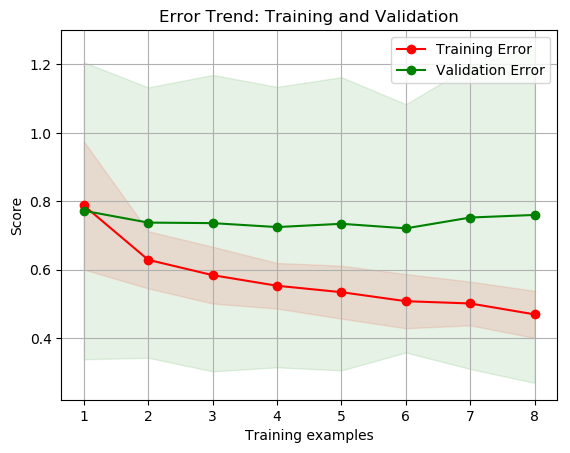 Error Trend: Training and Validation
Training Error
Validation Error
Score
1.2
1.0
0.8
0.6
0.4
1 2 3 4 5 6 7 8
Training examples